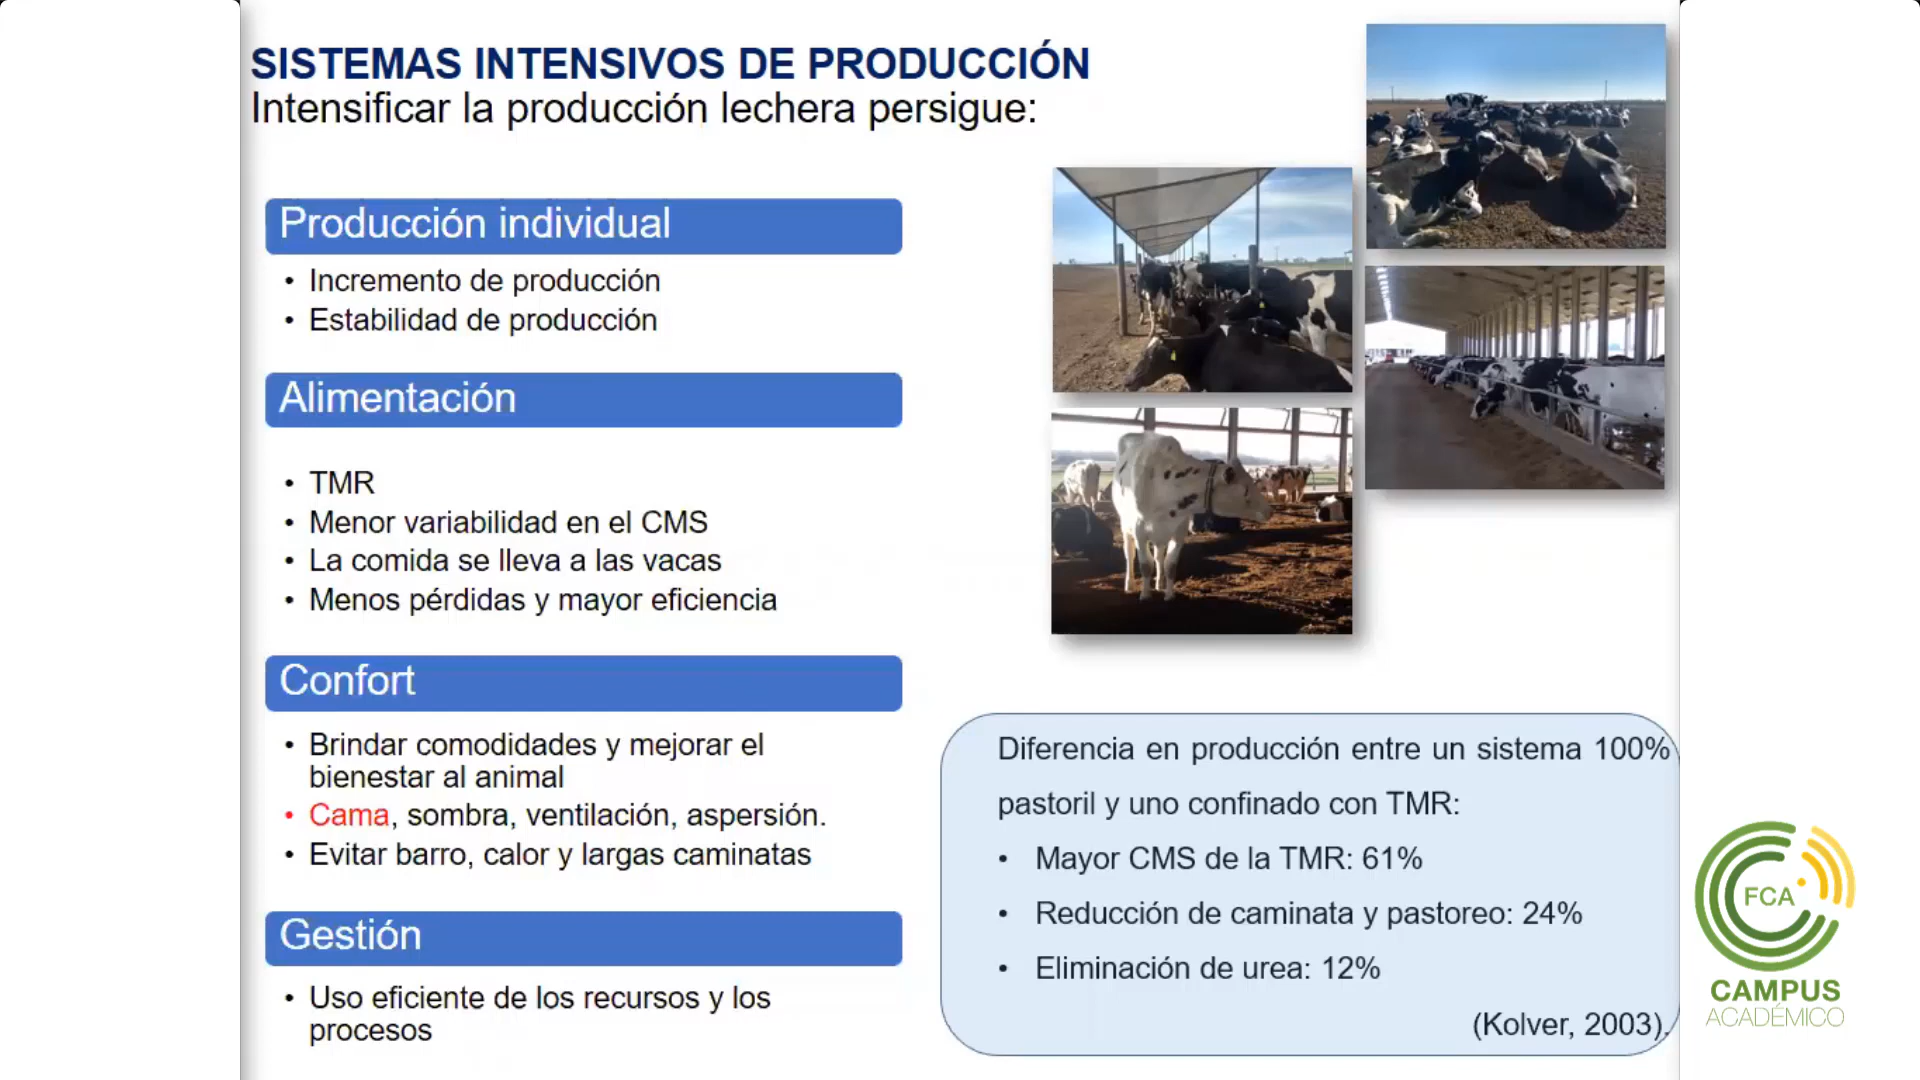 SISTEMAS INTENSIVOS DE PRODUCCIÓN
Intensificar la producción lechera persigue:
Producción individual
• Incremento de producción
• Estabilidad de producción
Alimentación
• TMR
• Menor variabilidad en el CMS
• La comida se lleva a las vacas
• Menos pérdidas y mayor eficiencia
Confort
• Brindar comodidades y mejorar el
bienestar al animal
• Cama, sombra, ventilación, aspersión.
• Evitar barro, calor y largas caminatas
Gestión
• Uso eficiente de los recursos y los
procesos
Diferencia en producción entre un sistema 100%
pastoril y uno confinado con TMR:
• Mayor CMS de la TMR: 61%
• Reducción de caminata y pastoreo: 24%
• Eliminación de urea: 12%
(Kolver, 2003).
FCA
CAMPUS
ACADÉMICO